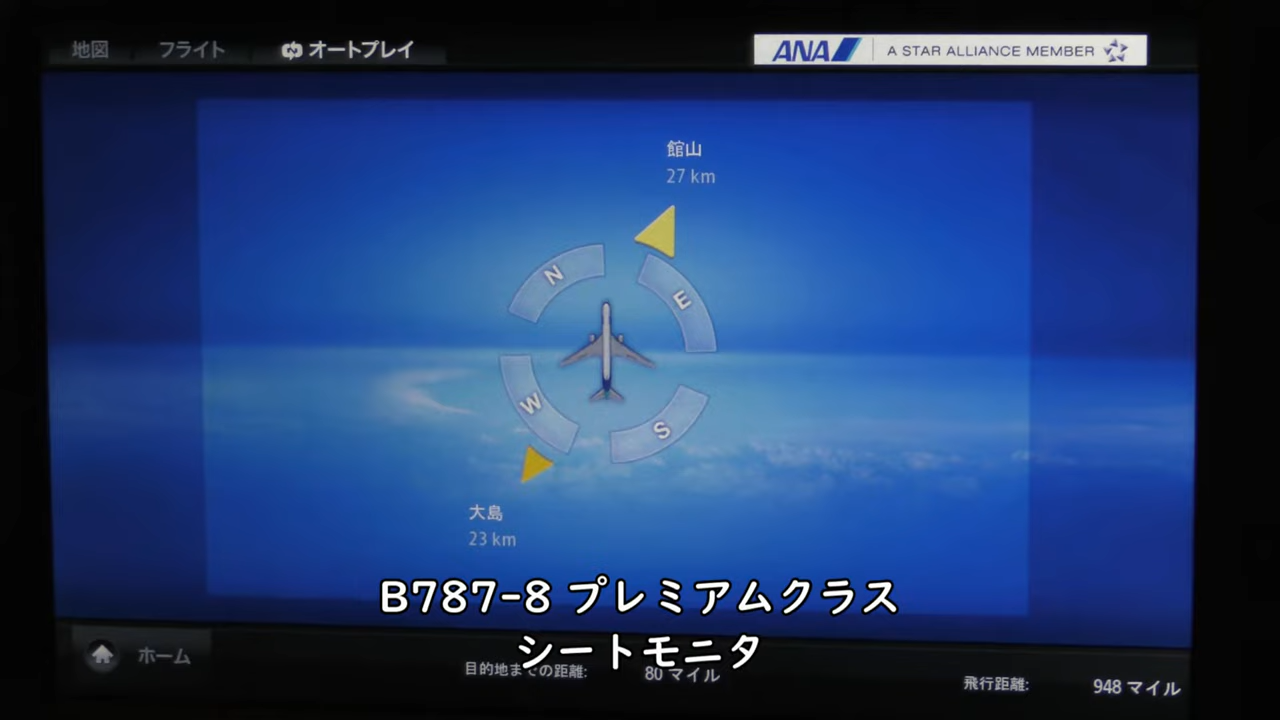 地図
フライト
オートプレイ
ANA
A STAR ALLIANCE MEMBER
館山
27 km
N
E
W
S
大島
23 km
B787-8 プレミアムクラス
シートモニタ
ホーム
目的地までの距離:
80 マイル
飛行距離:
948 マイル